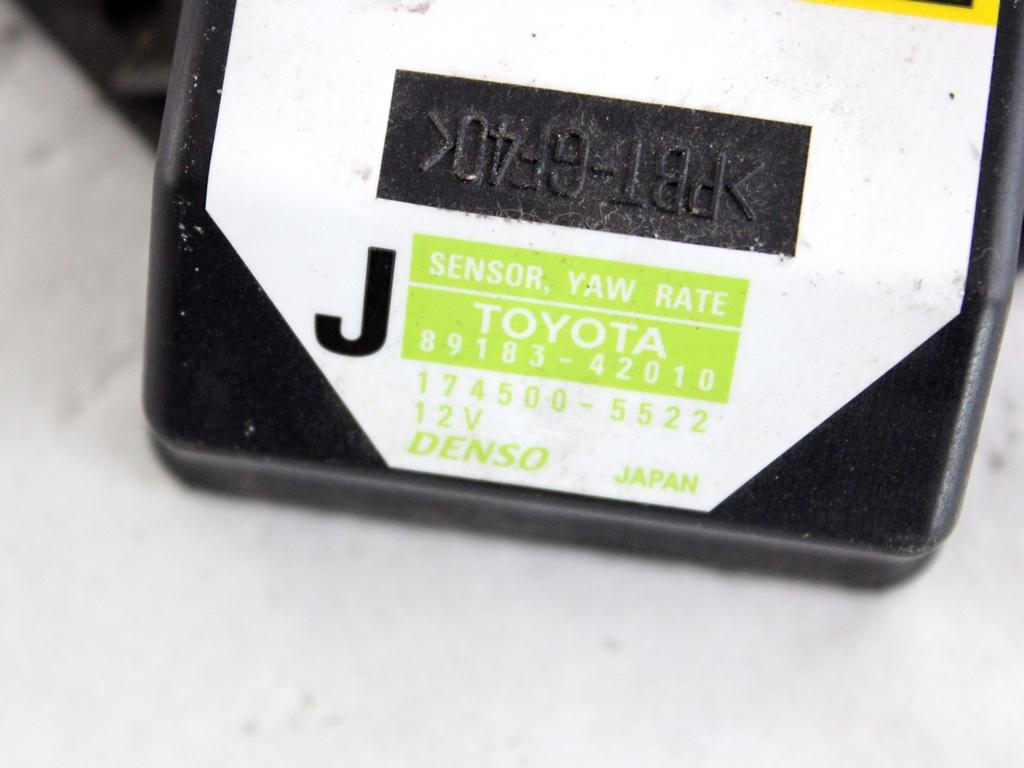 >PBT-GF40<
J
SENSOR, YAW RATE
TOYOTA
89183-42010
174500-5522
12V
DENSO
JAPAN